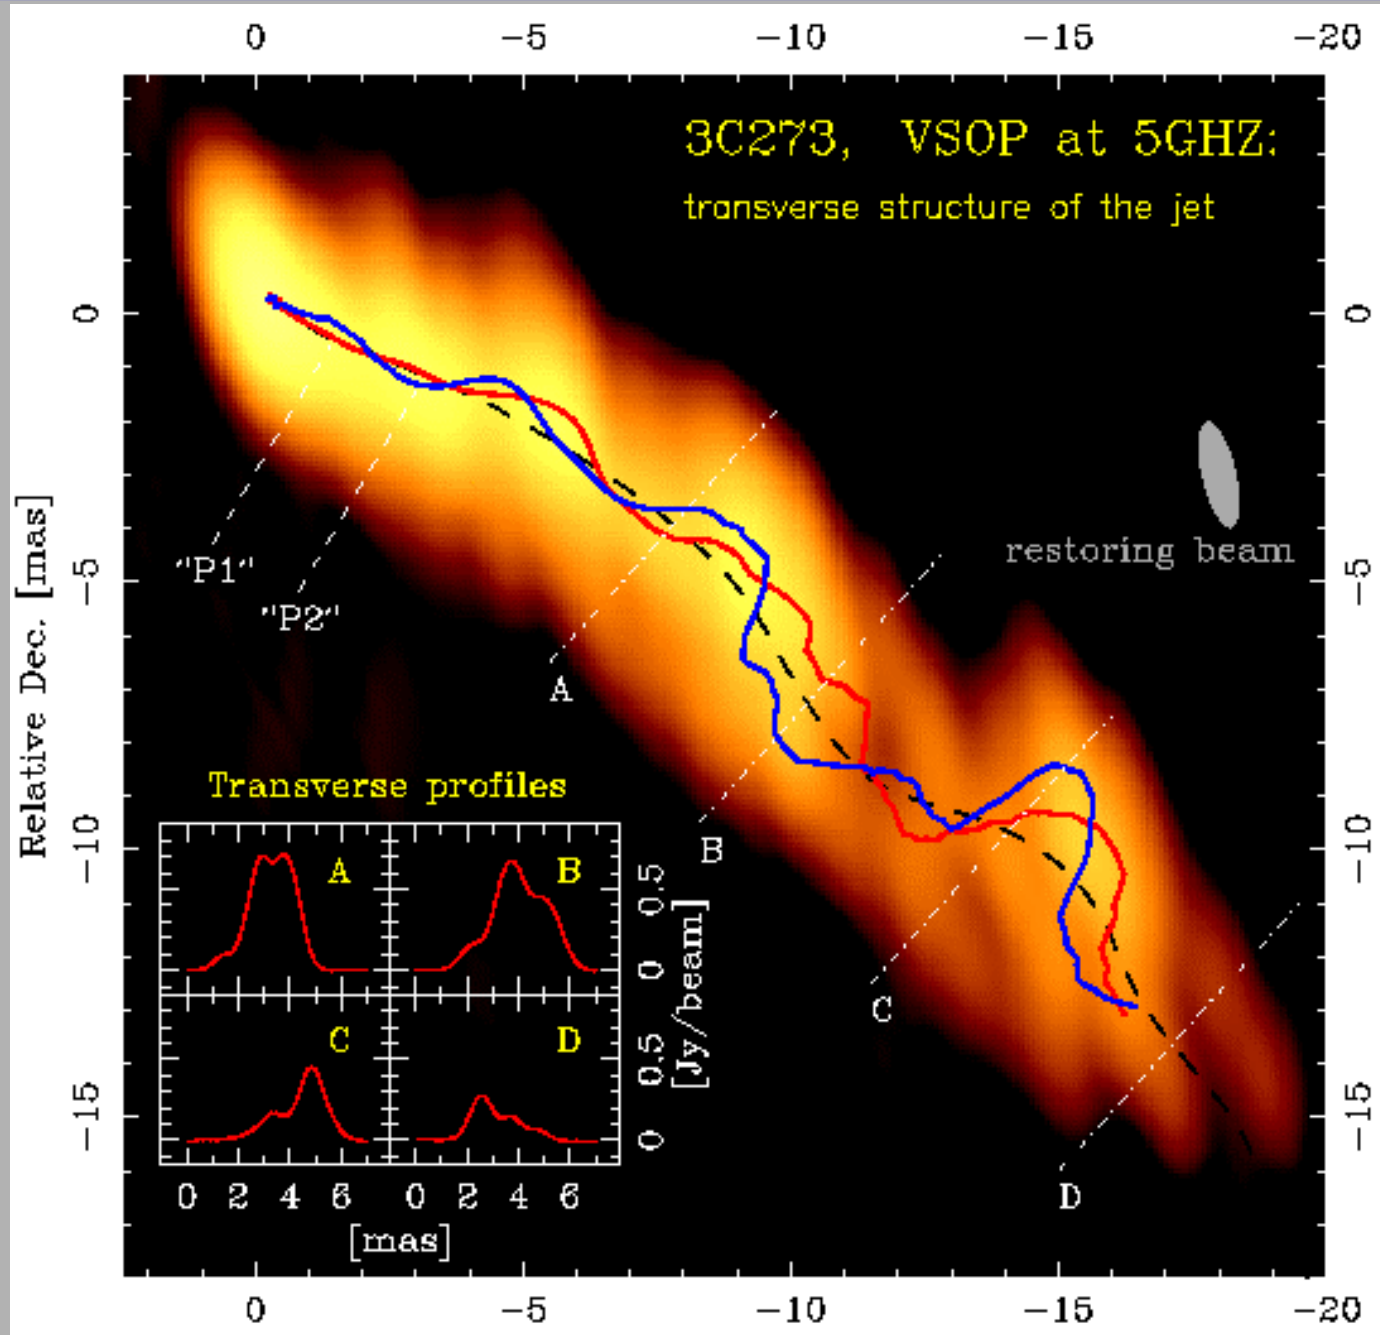 0 −5 −10 −15 −20
3C273, VSOP at 5GHZ:
transverse structure of the jet
0 0
restoring beam
−5 −5
"P1"
"P2"
A
Relative Dec. [mas]
B
−10 −10
C
−15 −15
D
Transverse profiles
A B
0.5
0
C D
0.5
0
[Jy/beam]
0 2 4 6 0 2 4 6
[mas]
0 −5 −10 −15 −20